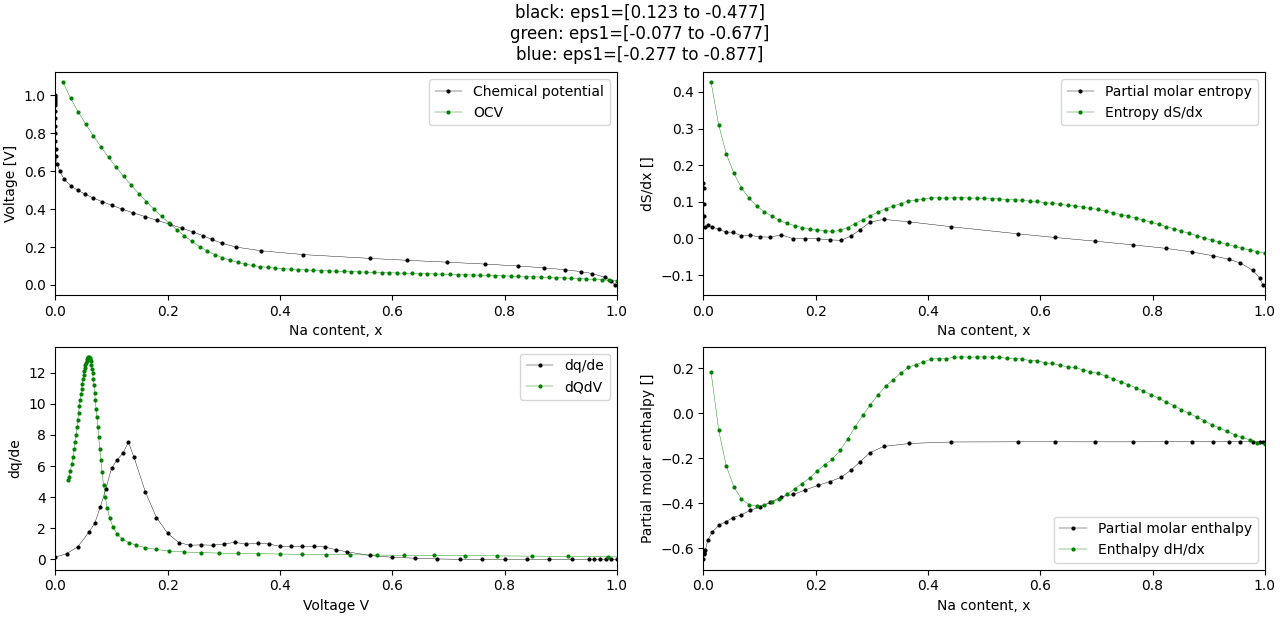 black: eps1=[0.123 to -0.477]
green: eps1=[-0.077 to -0.677]
blue: eps1=[-0.277 to -0.877]
Voltage [V]
1.0
0.8
0.6
0.4
0.2
0.0
Chemical potential
OCV
0.0 0.2 0.4 0.6 0.8 1.0
Na content, x
dS/dx []
0.4
0.3
0.2
0.1
0.0
−0.1
Partial molar entropy
Entropy dS/dx
0.0 0.2 0.4 0.6 0.8 1.0
Na content, x
dq/de
12
10
8
6
4
2
0
dq/de
dQdV
0.0 0.2 0.4 0.6 0.8 1.0
Voltage V
Partial molar enthalpy []
0.2
0.0
−0.2
−0.4
−0.6
Partial molar enthalpy
Enthalpy dH/dx
0.0 0.2 0.4 0.6 0.8 1.0
Na content, x